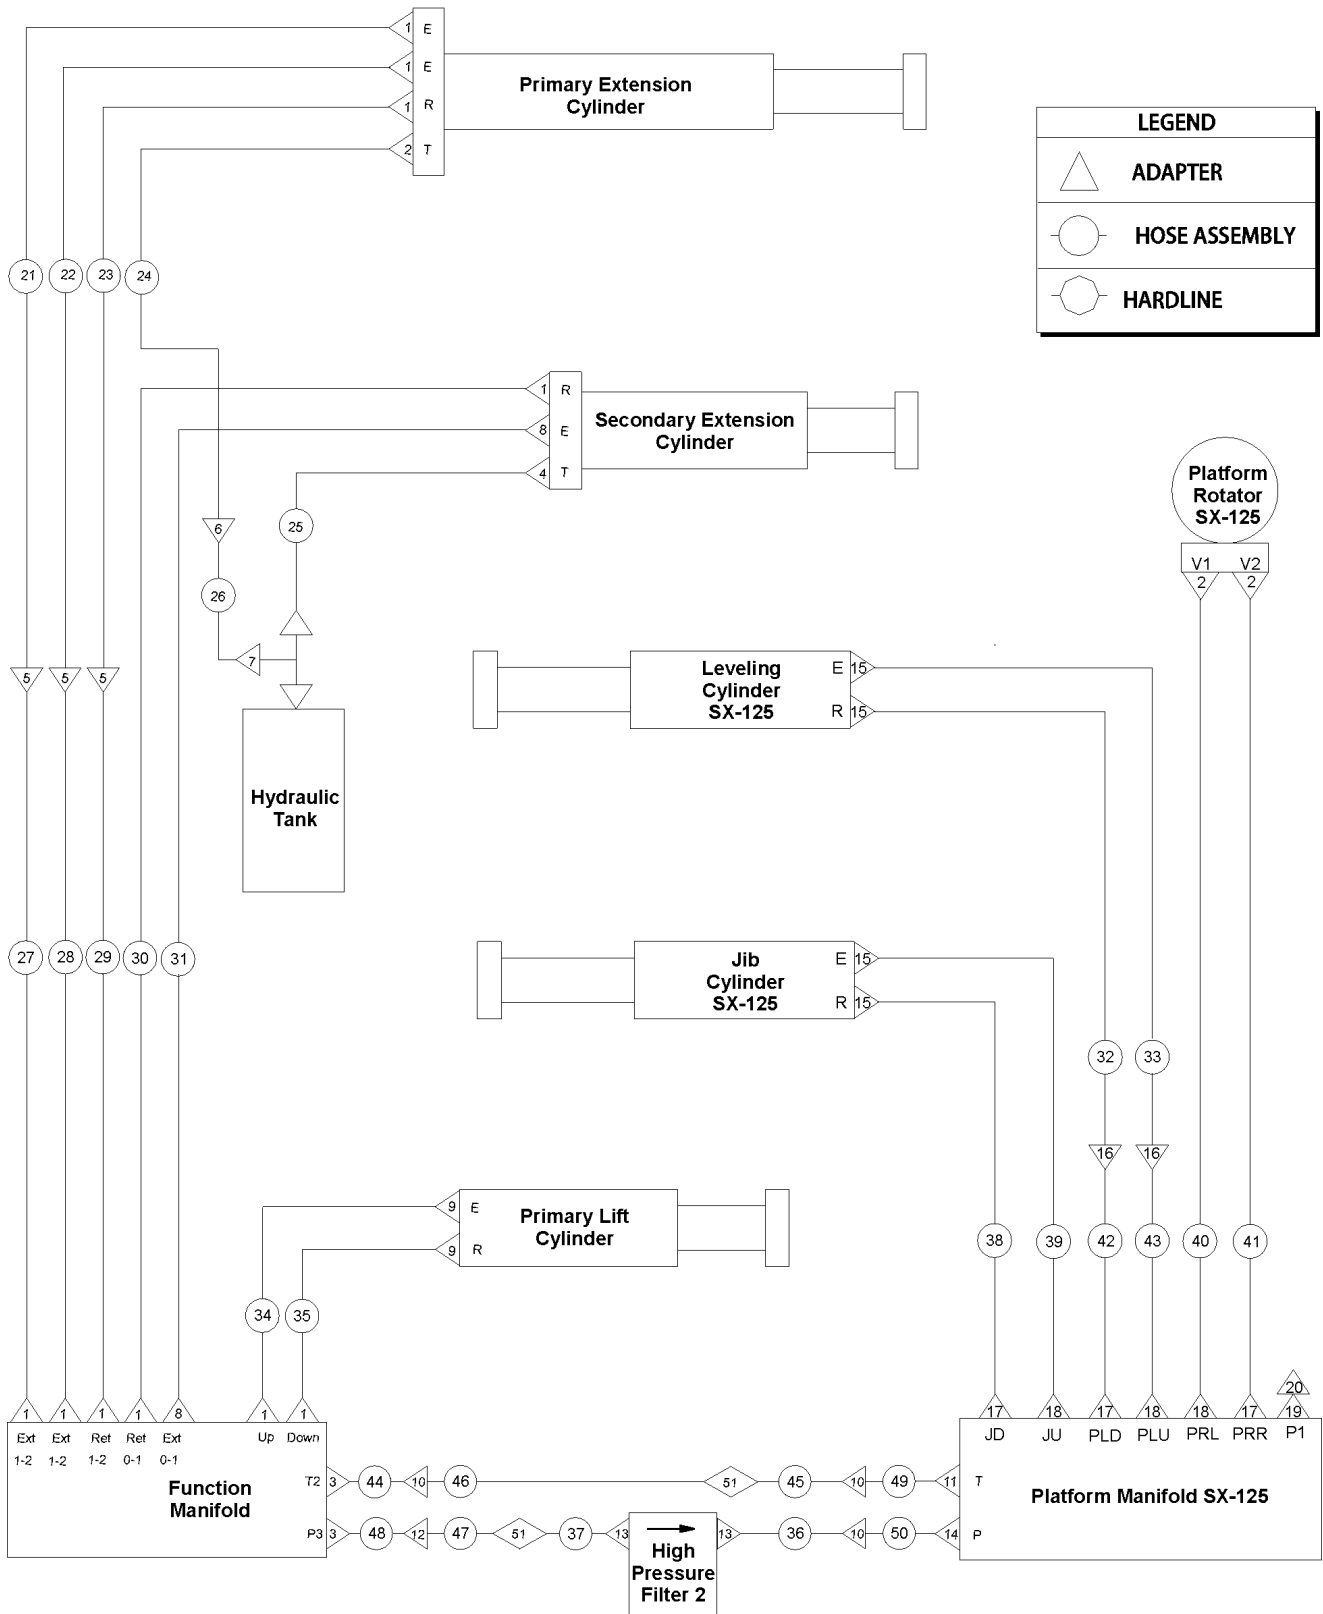 1 E
1 E
1 R
2 T
Primary Extension
Cylinder
LEGEND
ADAPTER
HOSE ASSEMBLY
HARDLINE
21 22 23 24
1 R
8 E
4 T
Secondary Extension
Cylinder
6
25
26
7
5 5 5
Hydraulic
Tank
Platform
Rotator
SX-125
V1 V2
2 2
Leveling
Cylinder
SX-125
E 15
R 15
27 28 29 30 31
Jib
Cylinder
SX-125
E 15
R 15
32 33
16 16
9 E
9 R
Primary Lift
Cylinder
34 35
38 39 42 43 40 41
1 1 1 1 8 1 1
Ext Ext Ret Ret Ext Up Down
1-2 1-2 1-2 0-1 0-1
Function
Manifold
T2 3 44 10 46 51 45 10 49 11 T
P3 3 48 12 47 51 37 13 13 36 10 50 14 P
High
Pressure
Filter 2
20
17 18 17 18 18 17 19
JD JU PLD PLU PRL PRR P1
Platform Manifold SX-125